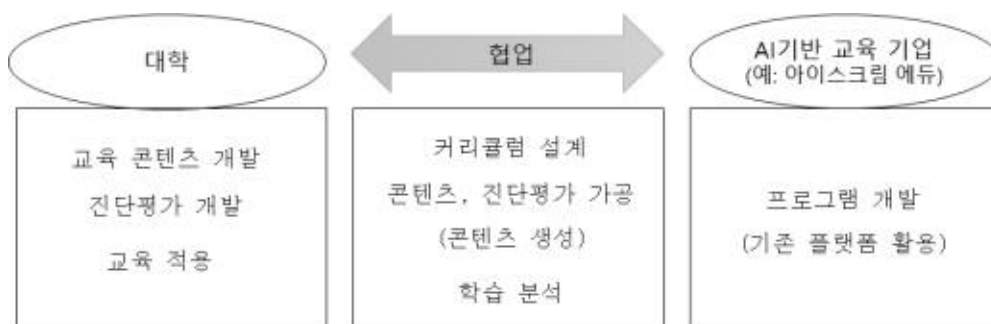 대학
협업
AI기반 교육 기업
(예: 아이스크림 에듀)
교육 콘텐츠 개발
진단평가 개발
교육 적용
커리큘럼 설계
콘텐츠, 진단평가 가공
(콘텐츠 생성)
학습 분석
프로그램 개발
(기존 플랫폼 활용)